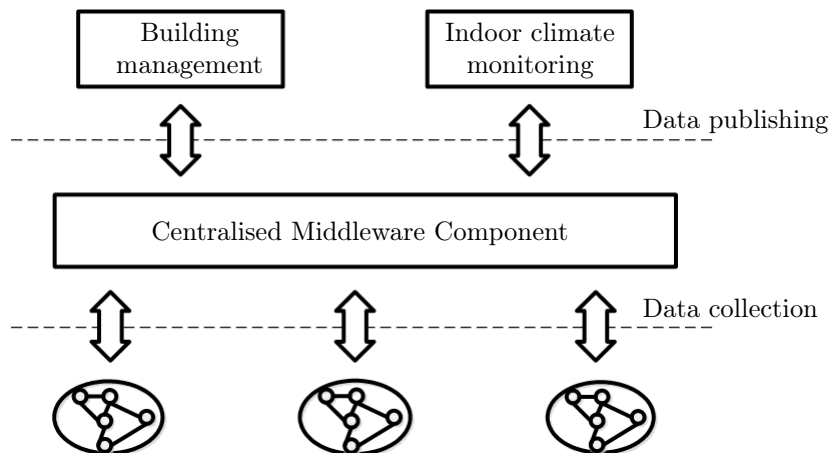 Building
management
Indoor climate
monitoring
Data publishing
Centralised Middleware Component
Data collection